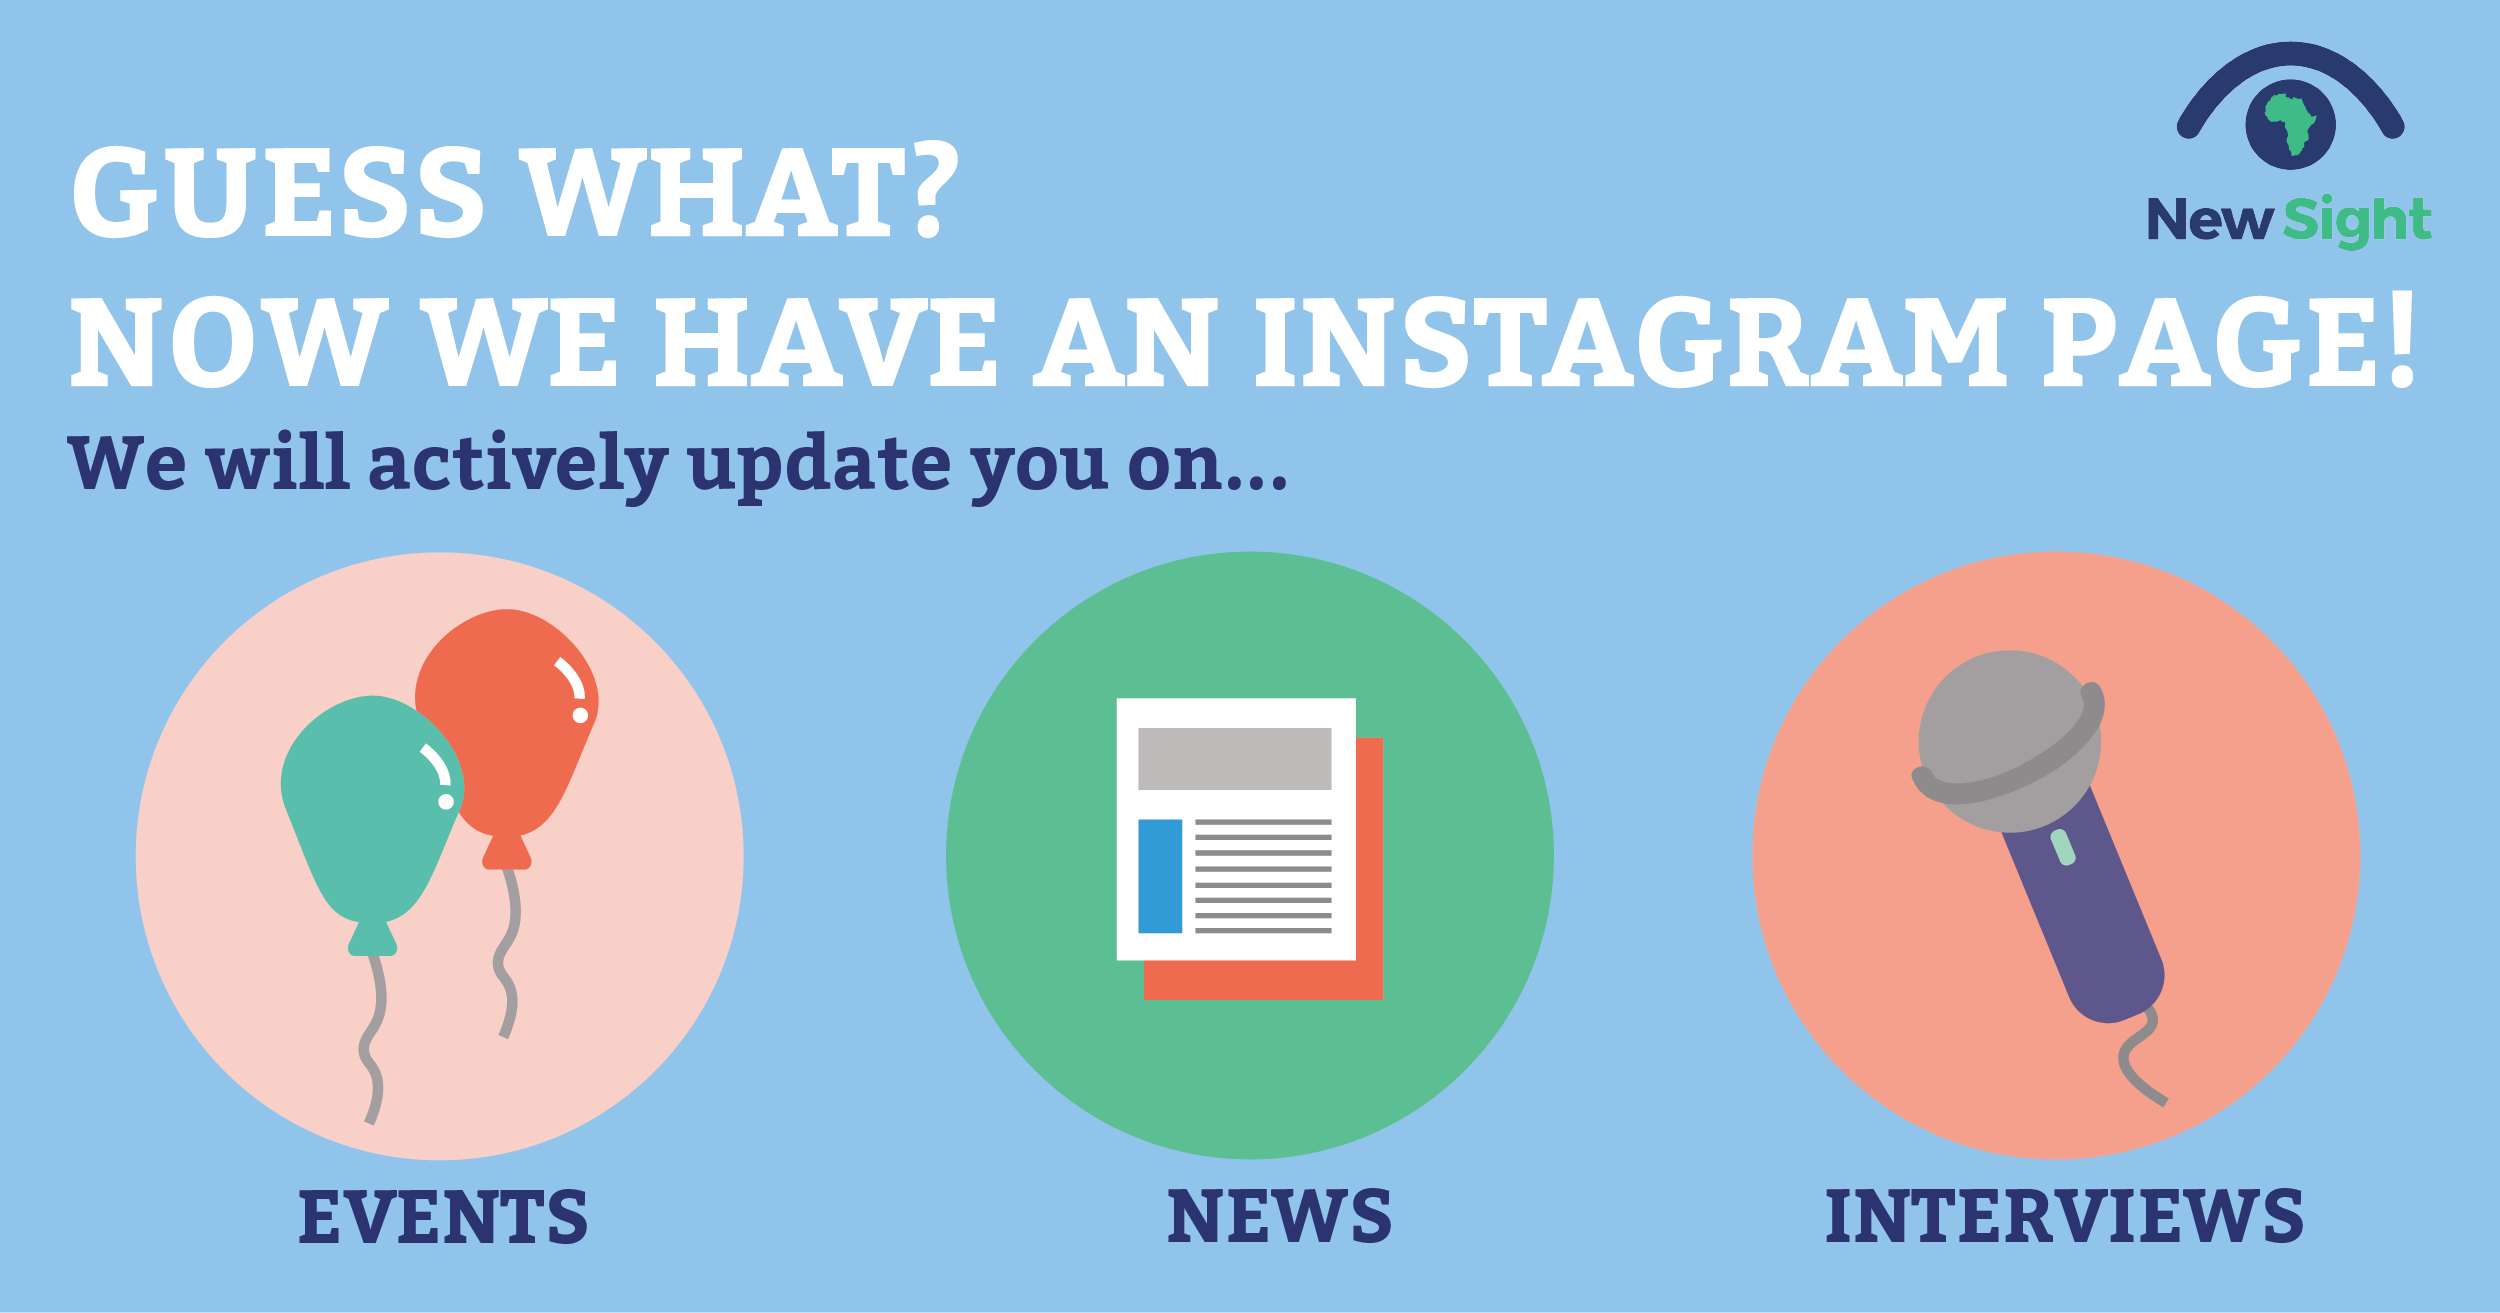 GUESS WHAT?
New Sight
NOW WE HAVE AN INSTAGRAM PAGE!
We will actively update you on...
EVENTS
NEWS
INTERVIEWS